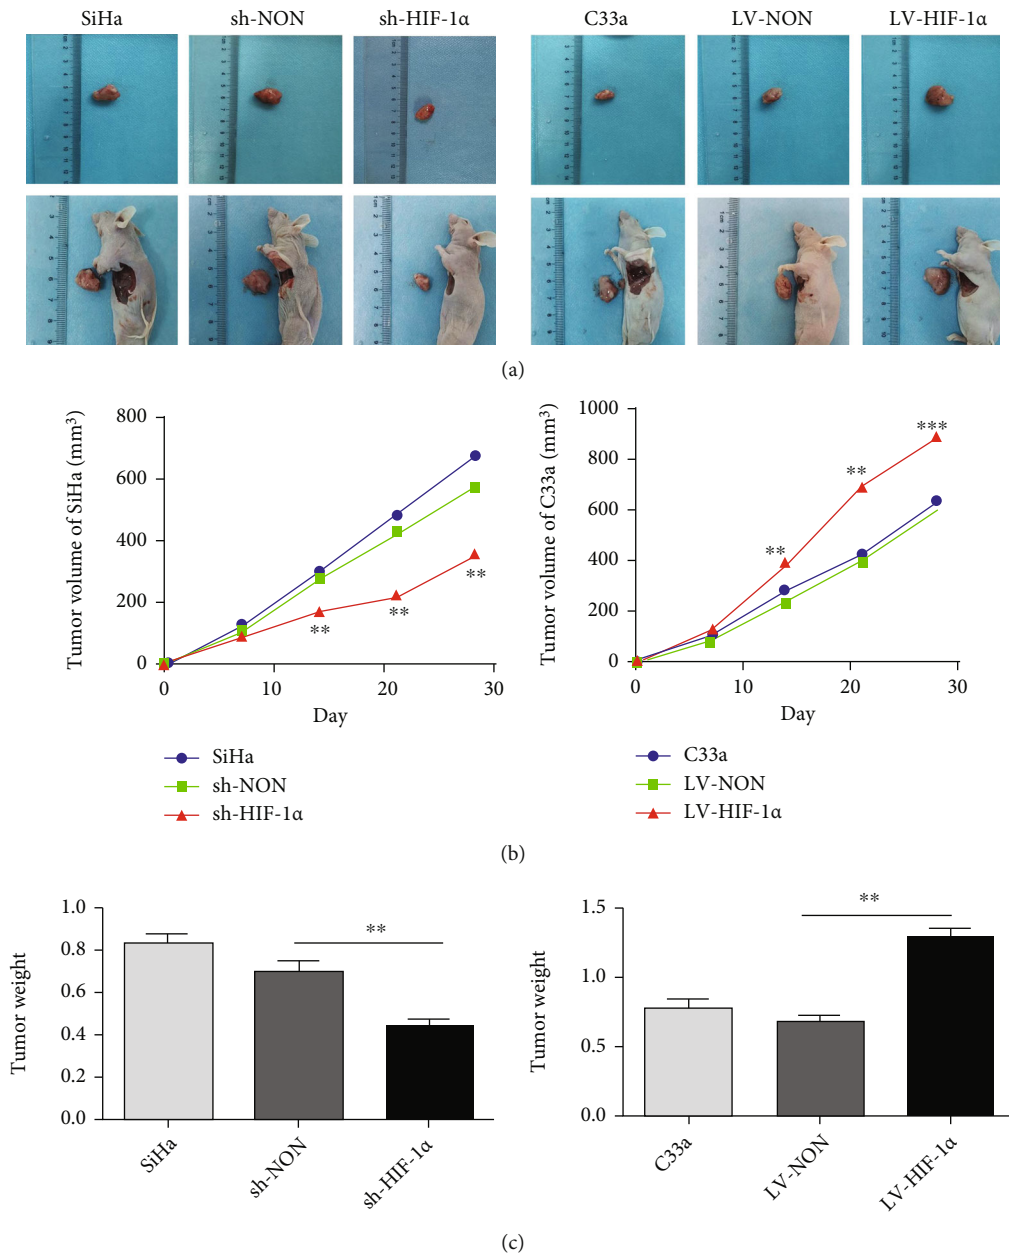 SiHa sh-NON sh-HIF-1α C33a LV-NON LV-HIF-1α
(a)
Tumor volume of SiHa (mm³)
800
600
400
200
0
0 10 20 30
Day
** ** **
SiHa
sh-NON
sh-HIF-1α
Tumor volume of C33a (mm³)
1000
800
600
400
200
0
0 10 20 30
Day
** ** ***
C33a
LV-NON
LV-HIF-1α
(b)
Tumor weight
1.0
0.8
0.6
0.4
0.2
0.0
**
SiHa
sh-NON
sh-HIF-1α
Tumor weight
1.5
1.0
0.5
0.0
**
C33a
LV-NON
LV-HIF-1α
(c)